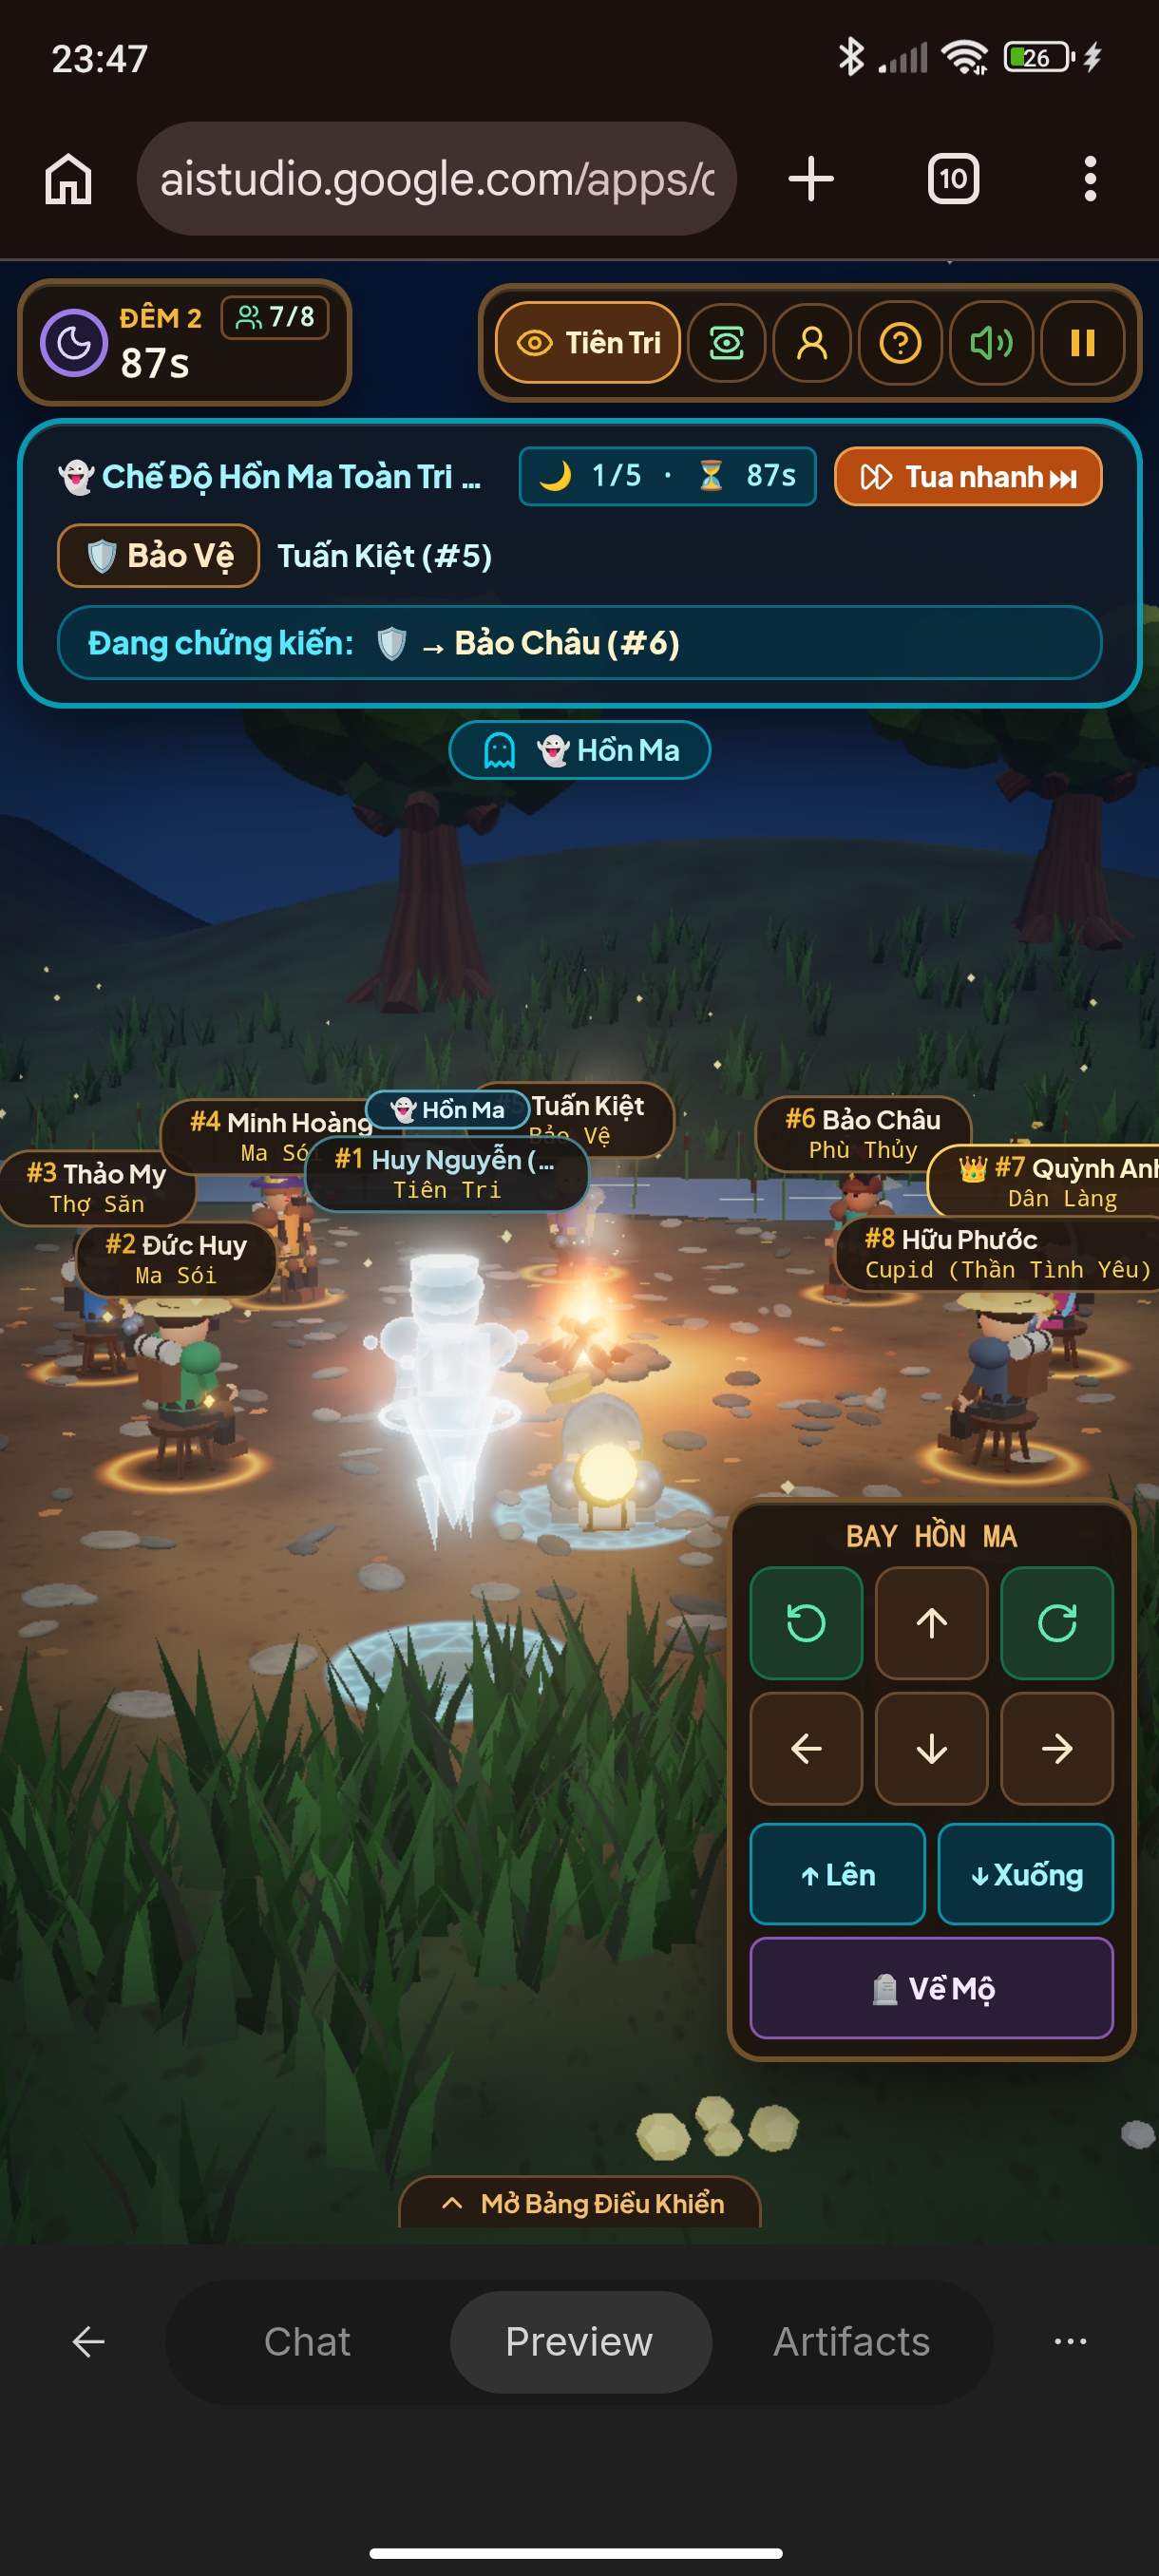 23:47
26
aistudio.google.com/apps/c
10
ĐÊM 2
7/8
87s
Tiên Tri
👻 Chế Độ Hồn Ma Toàn Tri ...
🌙 1/5 · ⏳ 87s
Tua nhanh ⏭
🛡️ Bảo Vệ
Tuấn Kiệt (#5)
Đang chứng kiến: 🛡️ → Bảo Châu (#6)
👻 Hồn Ma
👻 Hồn Ma
Tuấn Kiệt
Bảo Vệ
#4 Minh Hoàng
Ma Sói
#6 Bảo Châu
Phù Thủy
#1 Huy Nguyễn (...
Tiên Tri
#3 Thảo My
Thợ Săn
👑 #7 Quỳnh Anh
Dân Làng
#2 Đức Huy
Ma Sói
#8 Hữu Phước
Cupid (Thần Tình Yêu)
BAY HỒN MA
↑ Lên
↓ Xuống
🪦 Về Mộ
Mở Bảng Điều Khiển
Chat
Preview
Artifacts